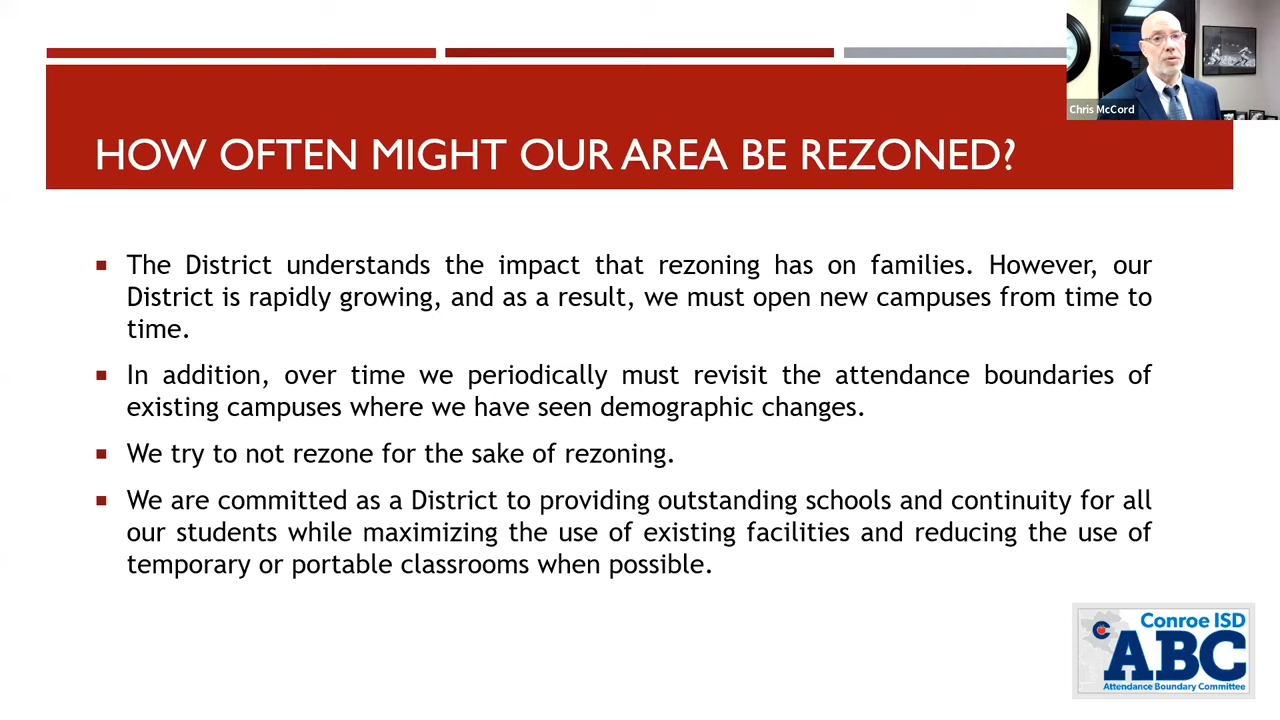 Chris McCord
HOW OFTEN MIGHT OUR AREA BE REZONED?
The District understands the impact that rezoning has on families. However, our
District is rapidly growing, and as a result, we must open new campuses from time to
time.
In addition, over time we periodically must revisit the attendance boundaries of
existing campuses where we have seen demographic changes.
We try to not rezone for the sake of rezoning.
We are committed as a District to providing outstanding schools and continuity for all
our students while maximizing the use of existing facilities and reducing the use of
temporary or portable classrooms when possible.
Conroe ISD
ABC
Attendance Boundary Committee